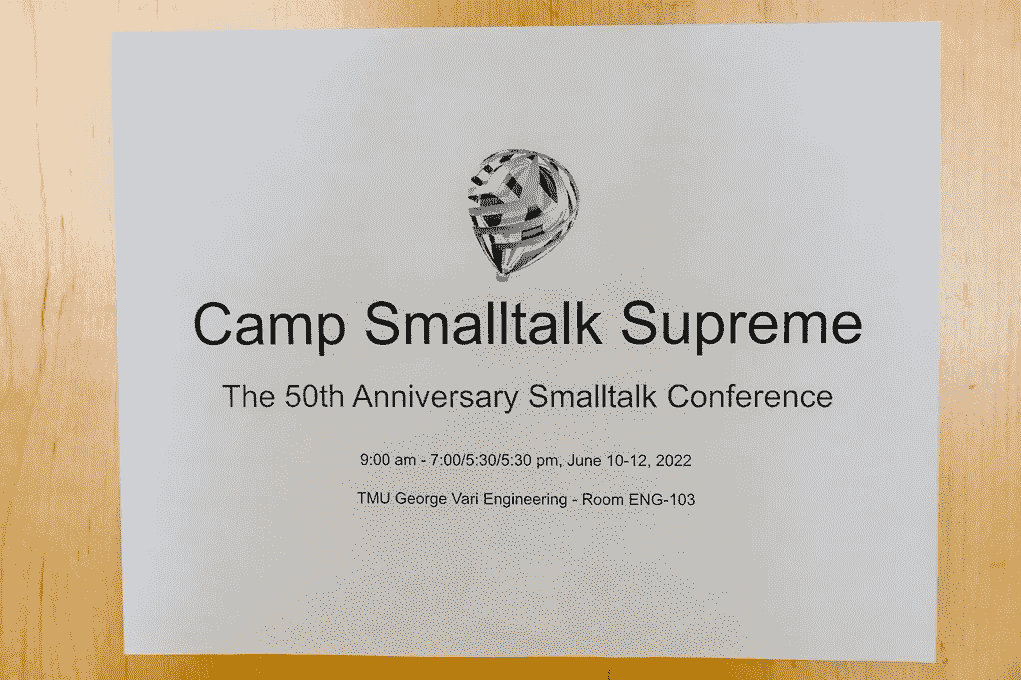 Camp Smalltalk Supreme
The 50th Anniversary Smalltalk Conference
9:00 am - 7:00/5:30/5:30 pm, June 10-12, 2022
TMU George Vari Engineering - Room ENG-103